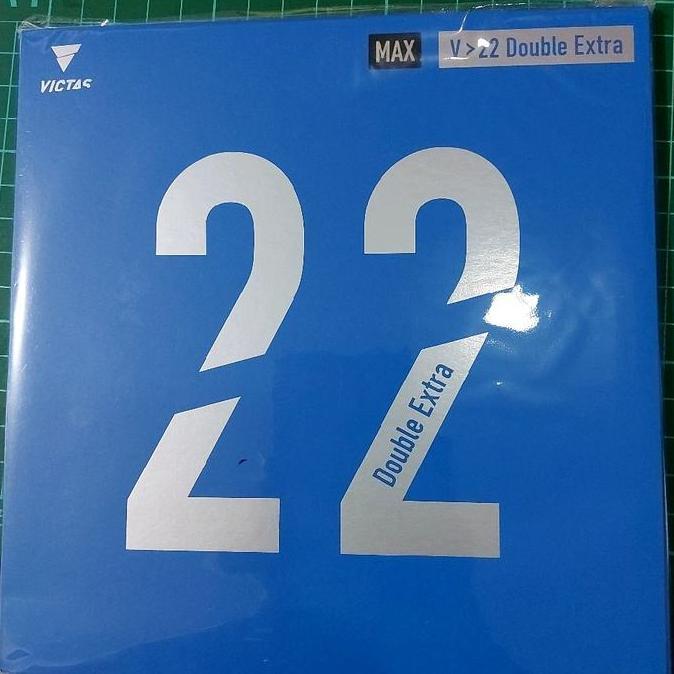 VICTAS
MAX
V>22 Double Extra
22
Double Extra